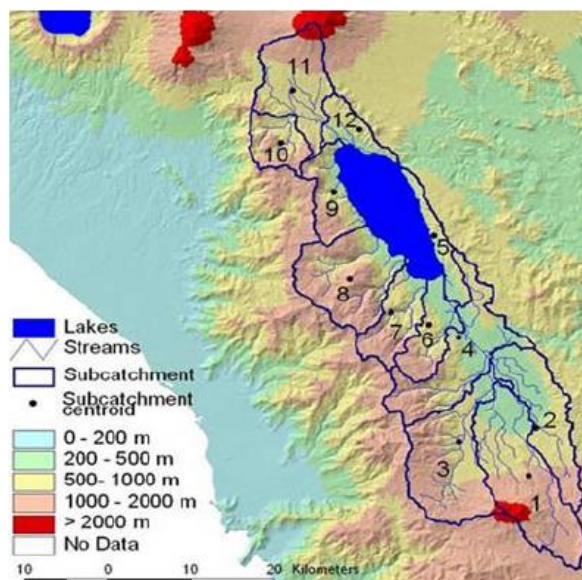 11
12
10
9
5
8
7
6
4
2
3
1
Lakes
Streams
Subcatchment
Subcatchment
centroid
0 - 200 m
200 - 500 m
500- 1000 m
1000 - 2000 m
> 2000 m
No Data
10 0 10 20 Kilometers